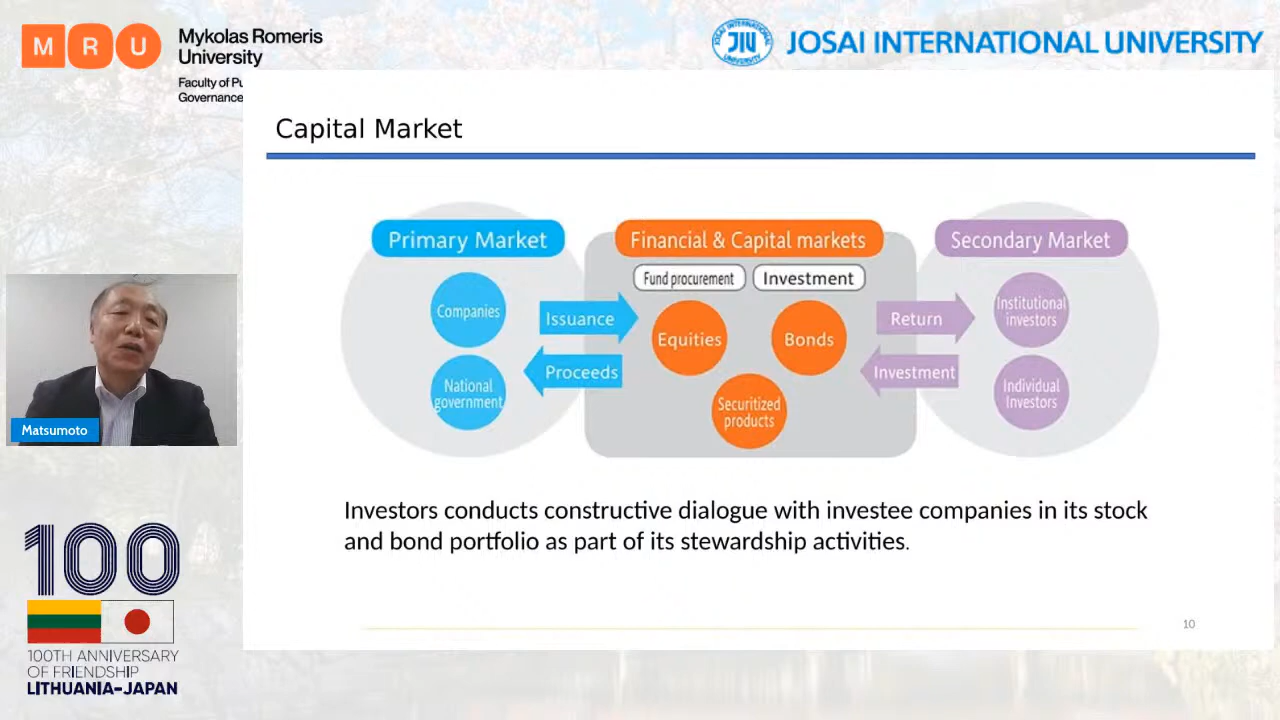 M R U
Mykolas Romeris
University
Faculty of Pu
Governance
JIU
JOSAI INTERNATIONAL UNIVERSITY
Capital Market
Primary Market
Financial & Capital markets
Secondary Market
Fund procurement
Investment
Companies
Issuance
Equities
Bonds
Return
Institutional
investors
National
government
Proceeds
Securitized
products
Investment
Individual
Investors
Matsumoto
Investors conducts constructive dialogue with investee companies in its stock
and bond portfolio as part of its stewardship activities.
10
100
100TH ANNIVERSARY
OF FRIENDSHIP
LITHUANIA-JAPAN